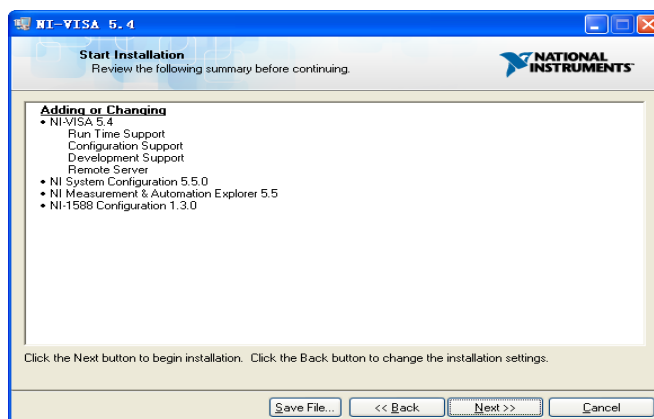 NI-VISA 5.4
Start Installation
Review the following summary before continuing.
NATIONAL
INSTRUMENTS
Adding or Changing
• NI-VISA 5.4
Run Time Support
Configuration Support
Development Support
Remote Server
• NI System Configuration 5.5.0
• NI Measurement & Automation Explorer 5.5
• NI-1588 Configuration 1.3.0
Click the Next button to begin installation.  Click the Back button to change the installation settings.
Save File...
<< Back
Next >>
Cancel